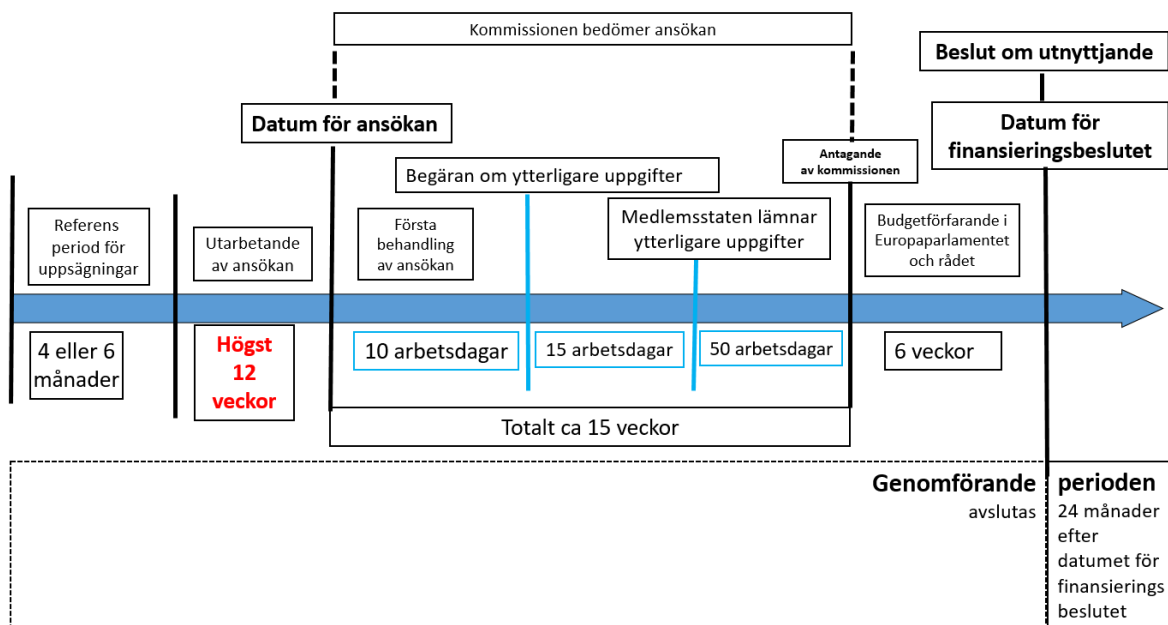 Kommissionen bedömer ansökan
Beslut om utnyttjande
Datum för ansökan
Datum för
finansieringsbeslutet
Antagande
av kommissionen
Begäran om ytterligare uppgifter
Medlemsstaten lämnar
ytterligare uppgifter
Referens
period för
uppsägningar
Utarbetande
av ansökan
Första
behandling
av ansökan
Budgetförfarande i
Europaparlamentet
och rådet
4 eller 6
månader
Högst
12
veckor
10 arbetsdagar
15 arbetsdagar
50 arbetsdagar
6 veckor
Totalt ca 15 veckor
Genomförande perioden
avslutas 24 månader
efter
datumet för
finansierings
beslutet